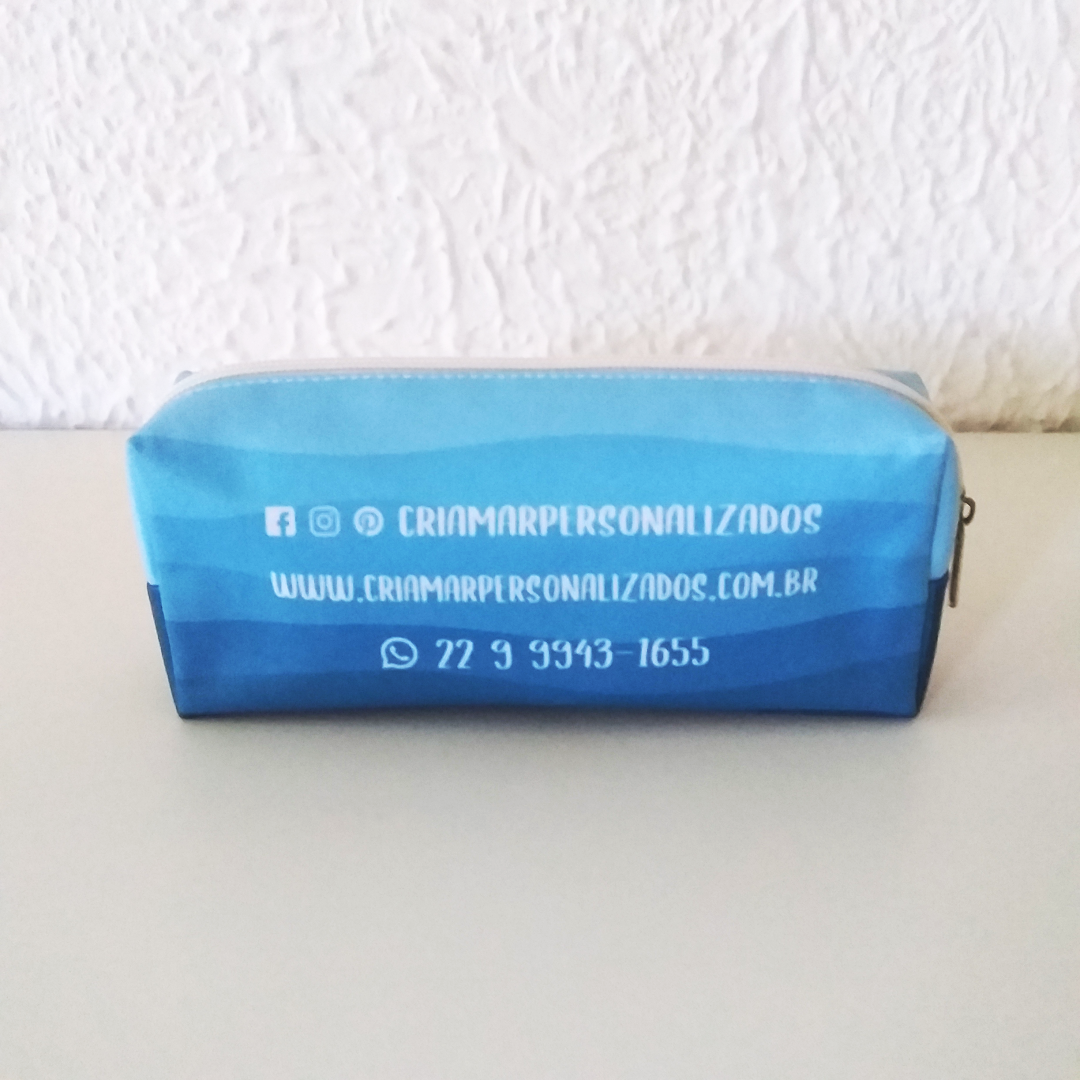 CRIAMARPERSONALIZADOS
WWW.CRIAMARPERSONALIZADOS.COM.BR
22 9 9943-1655